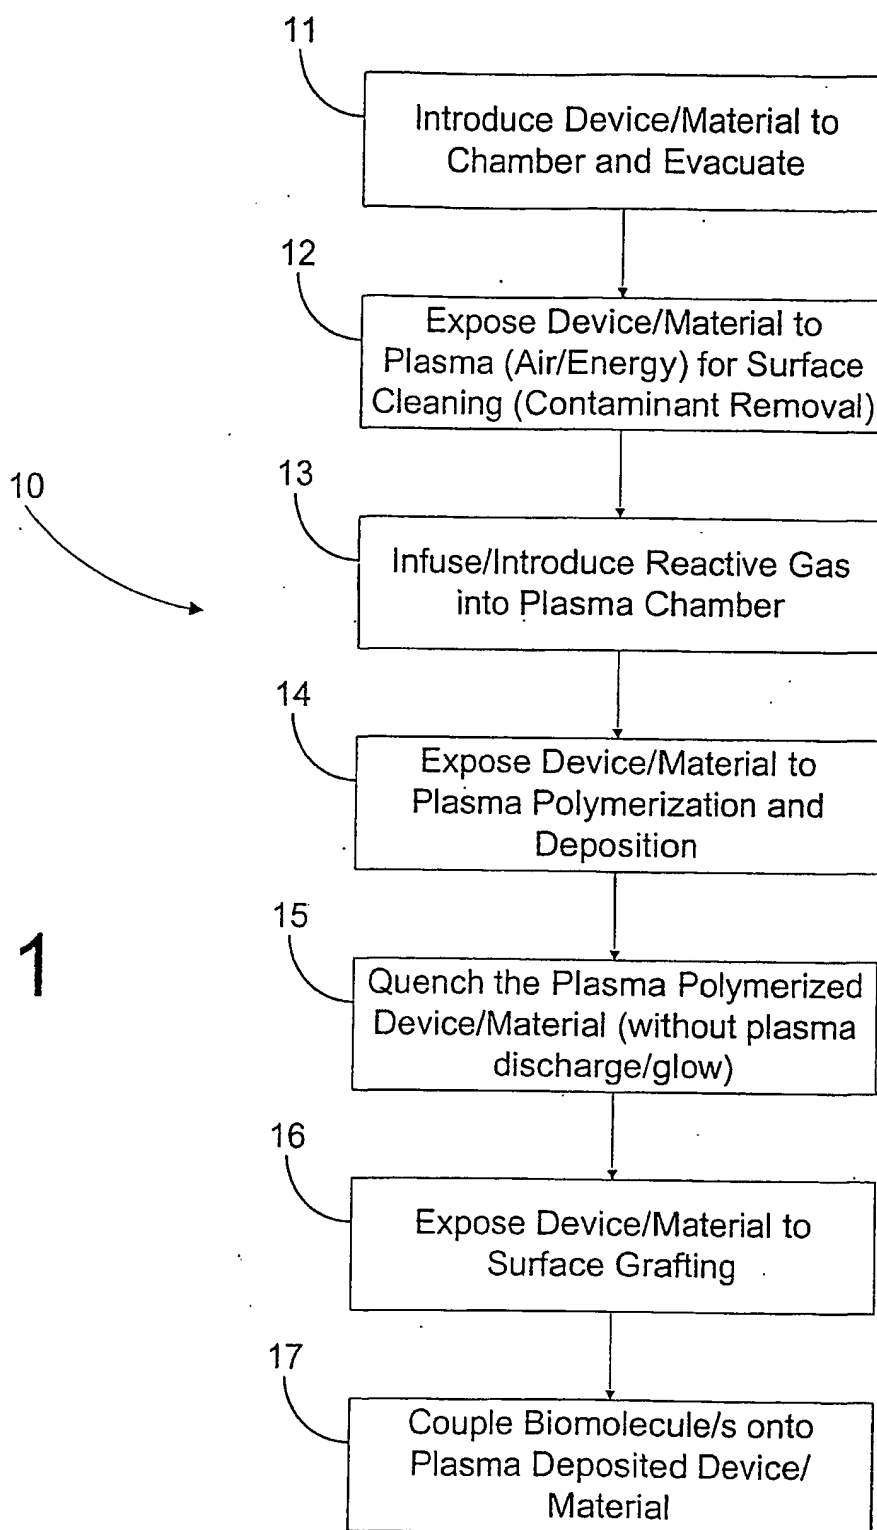 11
Introduce Device/Material to
Chamber and Evacuate
12
Expose Device/Material to
Plasma (Air/Energy) for Surface
Cleaning (Contaminant Removal)
10
13
Infuse/Introduce Reactive Gas
into Plasma Chamber
14
Expose Device/Material to
Plasma Polymerization and
Deposition
1
15
Quench the Plasma Polymerized
Device/Material (without plasma
discharge/glow)
16
Expose Device/Material to
Surface Grafting
17
Couple Biomolecule/s onto
Plasma Deposited Device/
Material